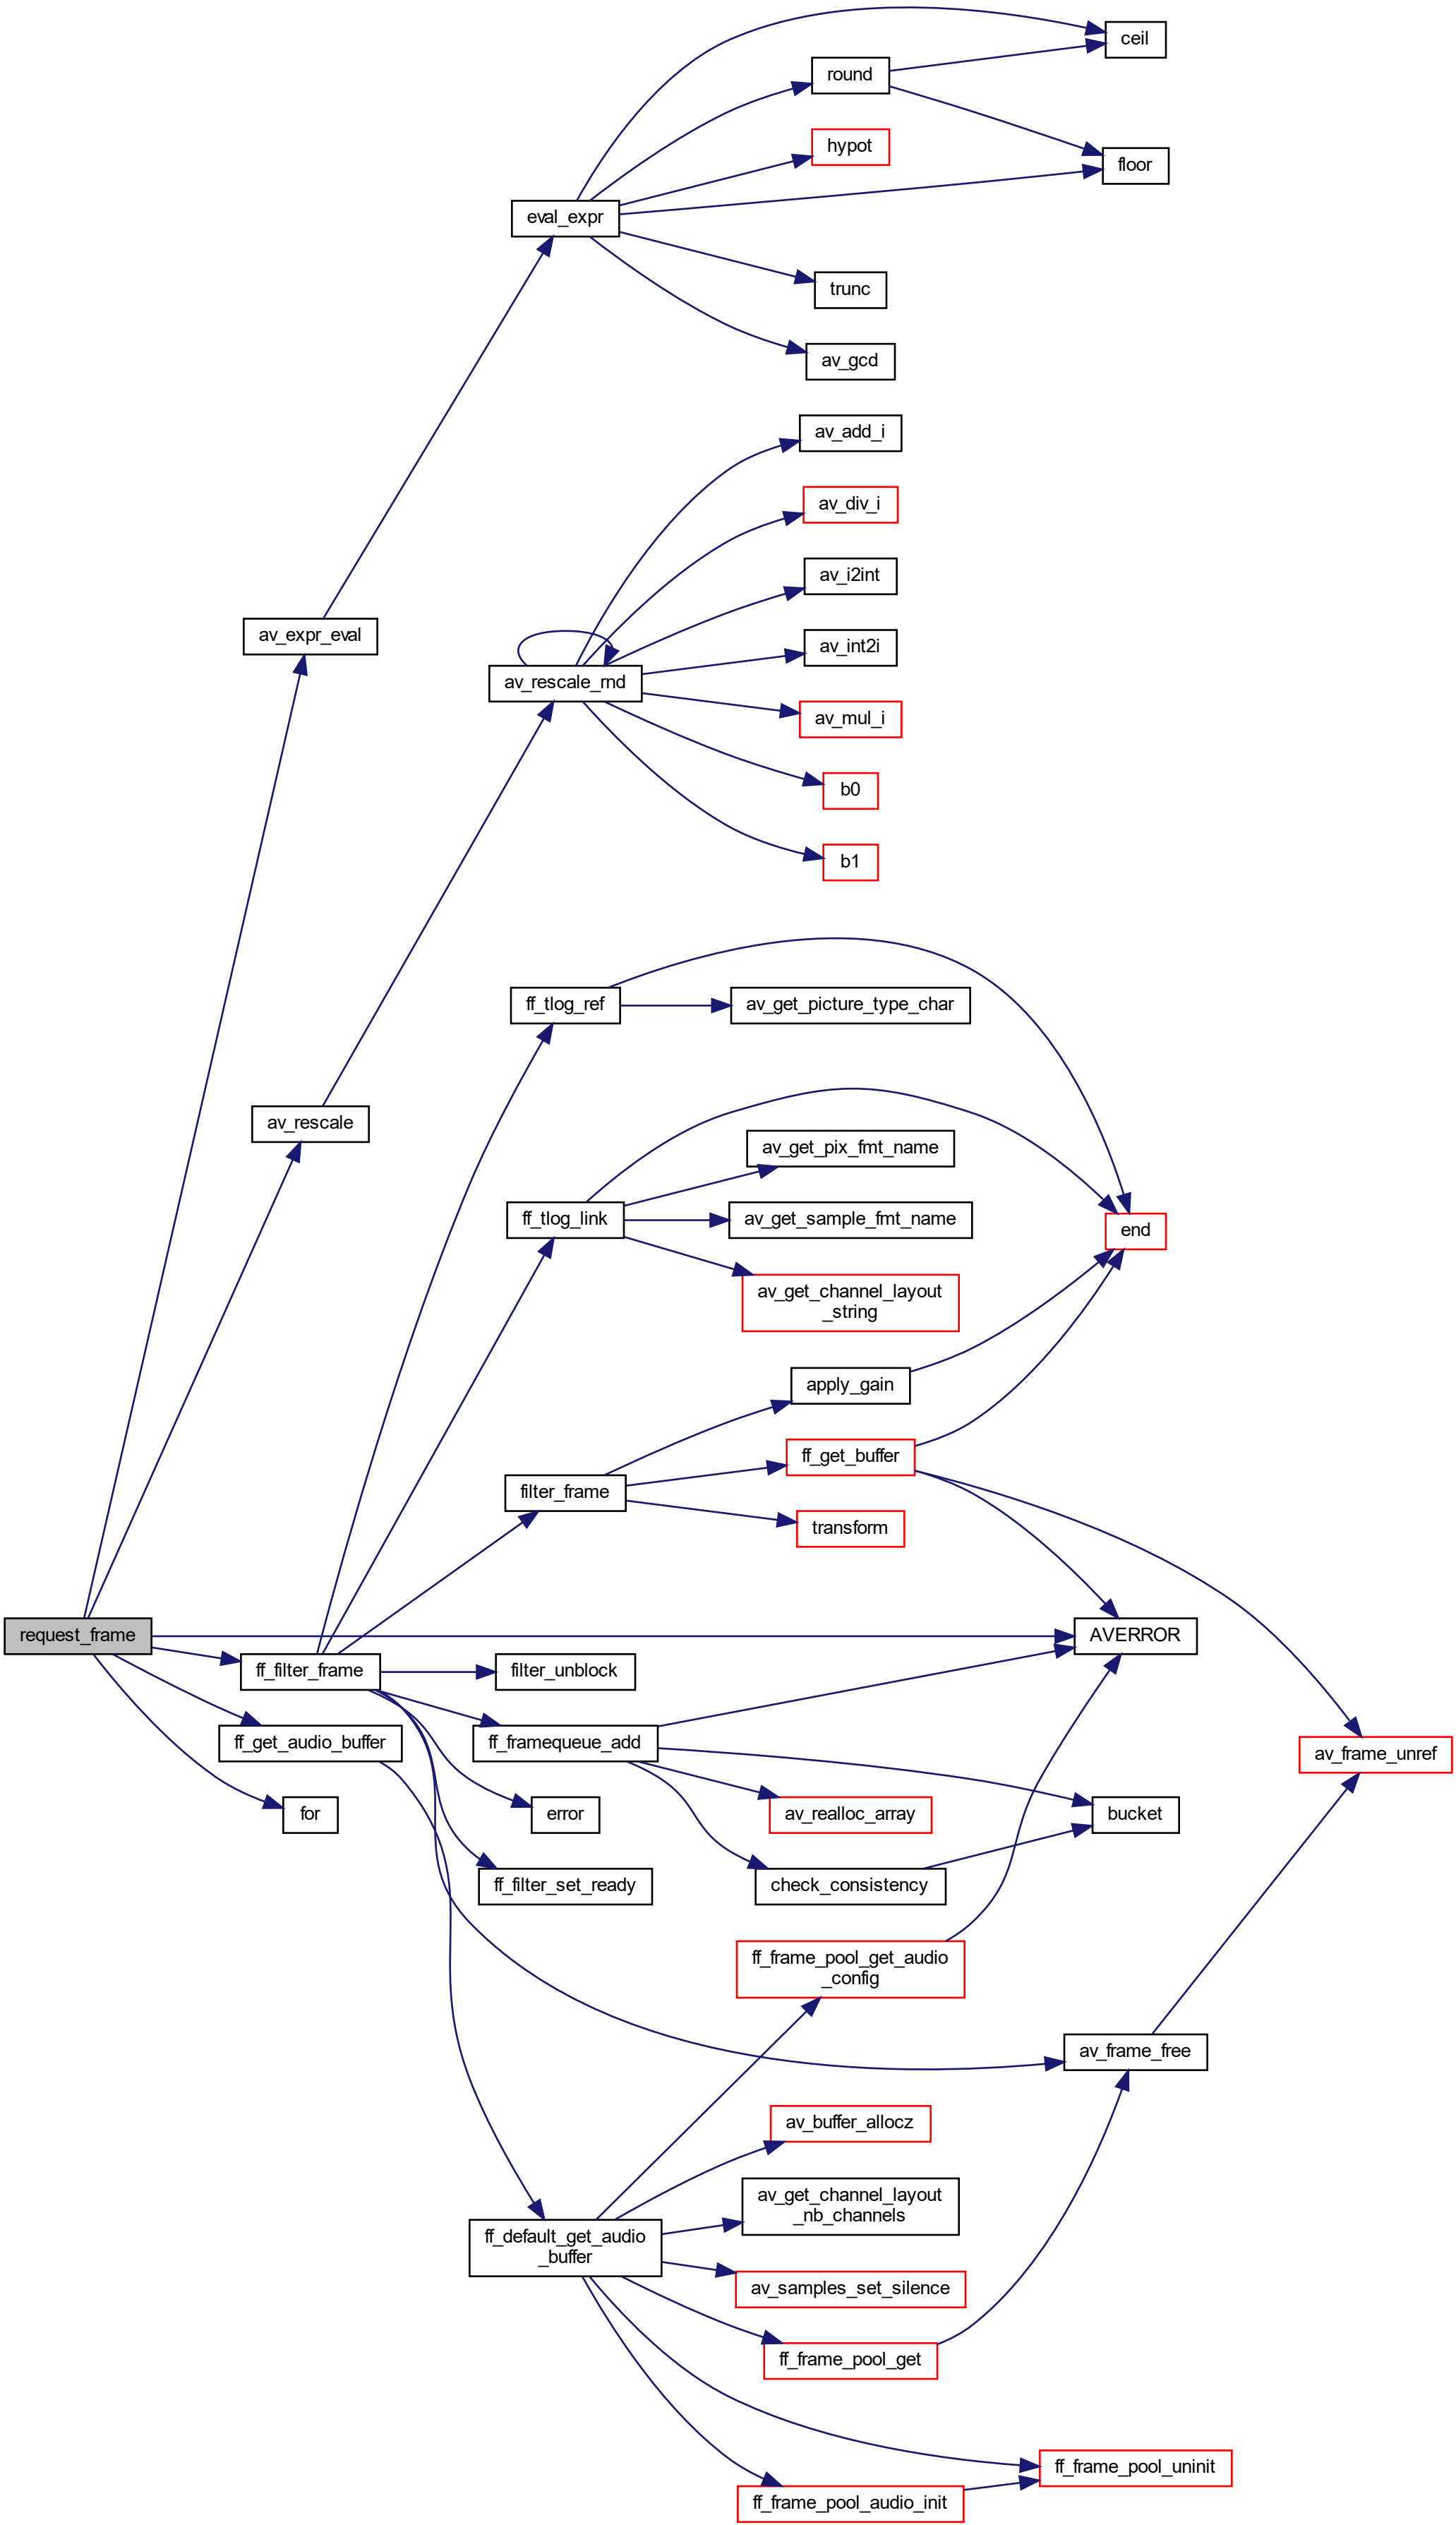 ceil
round
hypot
floor
eval_expr
trunc
av_gcd
av_add_i
av_div_i
av_i2int
av_expr_eval
av_int2i
av_rescale_rnd
av_mul_i
b0
b1
ff_tlog_ref
av_get_picture_type_char
av_rescale
av_get_pix_fmt_name
ff_tlog_link
av_get_sample_fmt_name
end
av_get_channel_layout
_string
apply_gain
ff_get_buffer
filter_frame
transform
request_frame
AVERROR
ff_filter_frame
filter_unblock
ff_get_audio_buffer
ff_framequeue_add
av_frame_unref
for
error
av_realloc_array
bucket
ff_filter_set_ready
check_consistency
ff_frame_pool_get_audio
_config
av_frame_free
av_buffer_allocz
av_get_channel_layout
_nb_channels
ff_default_get_audio
_buffer
av_samples_set_silence
ff_frame_pool_get
ff_frame_pool_uninit
ff_frame_pool_audio_init